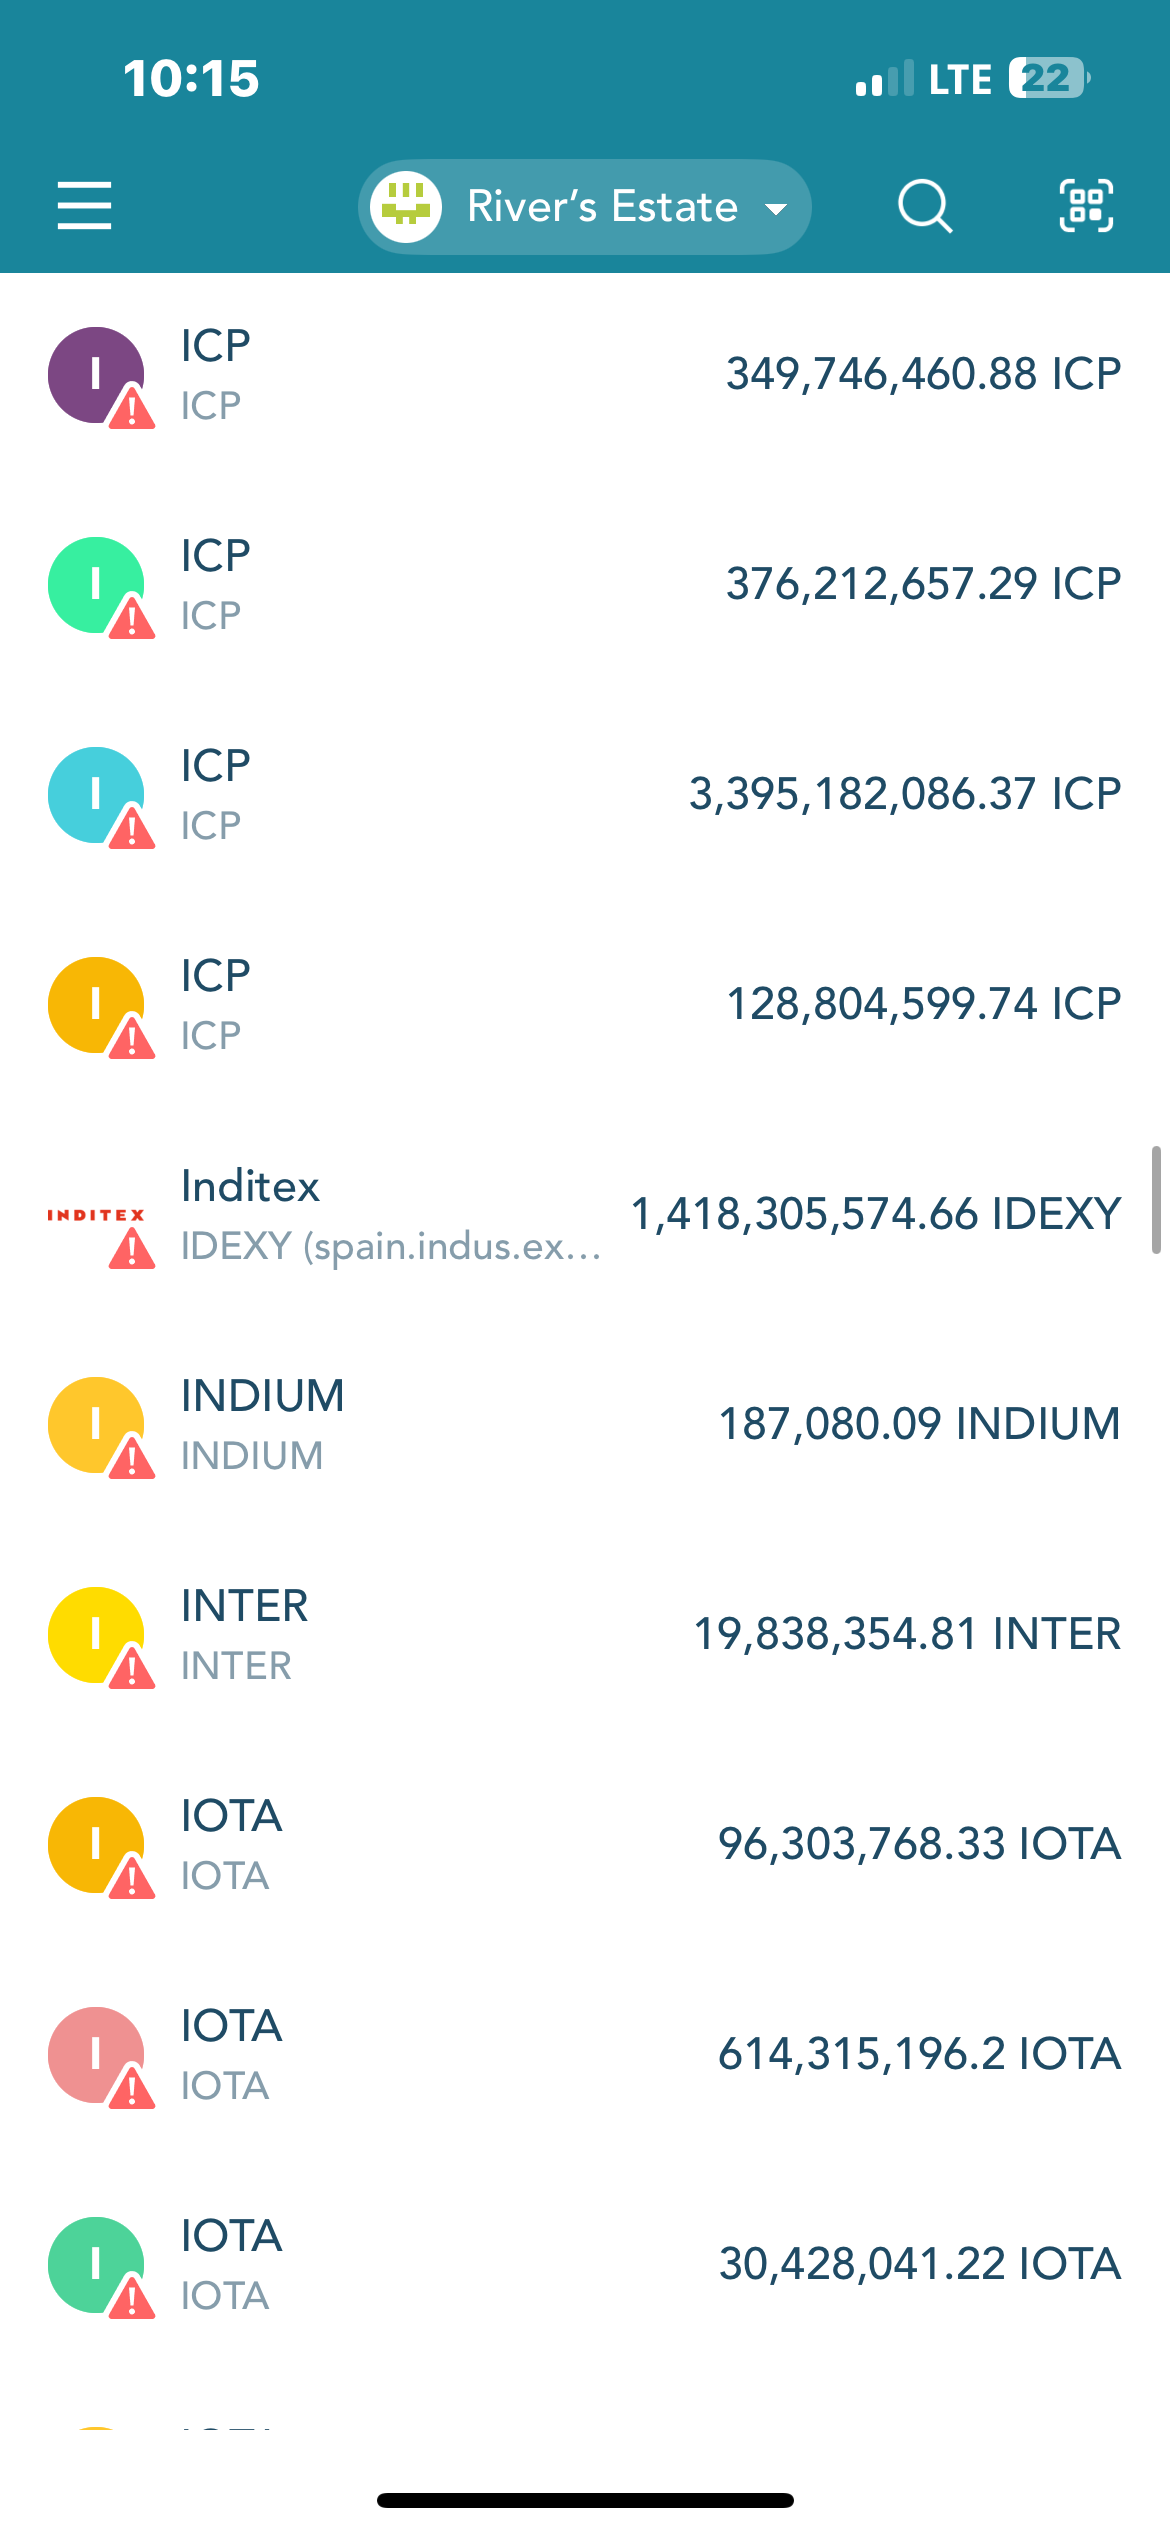 10:15
LTE 22
River's Estate
I ICP
ICP
349,746,460.88 ICP
I ICP
ICP
376,212,657.29 ICP
I ICP
ICP
3,395,182,086.37 ICP
I ICP
ICP
128,804,599.74 ICP
INDITEX
Inditex
IDEXY (spain.indus.ex...
1,418,305,574.66 IDEXY
I INDIUM
INDIUM
187,080.09 INDIUM
I INTER
INTER
19,838,354.81 INTER
I IOTA
IOTA
96,303,768.33 IOTA
I IOTA
IOTA
614,315,196.2 IOTA
I IOTA
IOTA
30,428,041.22 IOTA